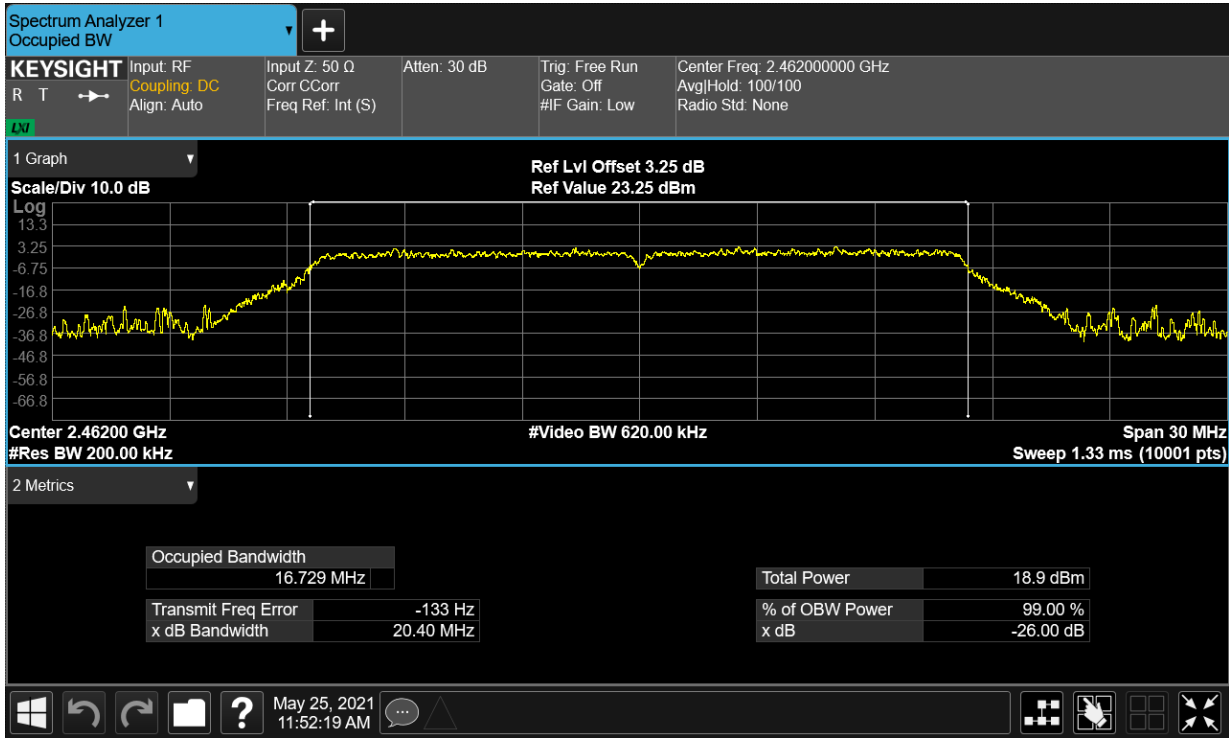 Spectrum Analyzer 1
Occupied BW
KEYSIGHT
R T
LXI
Input: RF
Coupling: DC
Align: Auto
Input Z: 50 Ω
Corr CCorr
Freq Ref: Int (S)
Atten: 30 dB
Trig: Free Run
Gate: Off
#IF Gain: Low
Center Freq: 2.462000000 GHz
Avg|Hold: 100/100
Radio Std: None
1 Graph
Scale/Div 10.0 dB
Ref Lvl Offset 3.25 dB
Ref Value 23.25 dBm
Log
13.3
3.25
-6.75
-16.8
-26.8
-36.8
-46.8
-56.8
-66.8
Center 2.46200 GHz
#Video BW 620.00 kHz
Span 30 MHz
#Res BW 200.00 kHz
Sweep 1.33 ms (10001 pts)
2 Metrics
Occupied Bandwidth
16.729 MHz
Total Power 18.9 dBm
Transmit Freq Error -133 Hz
% of OBW Power 99.00 %
x dB Bandwidth 20.40 MHz
x dB -26.00 dB
?
May 25, 2021
11:52:19 AM